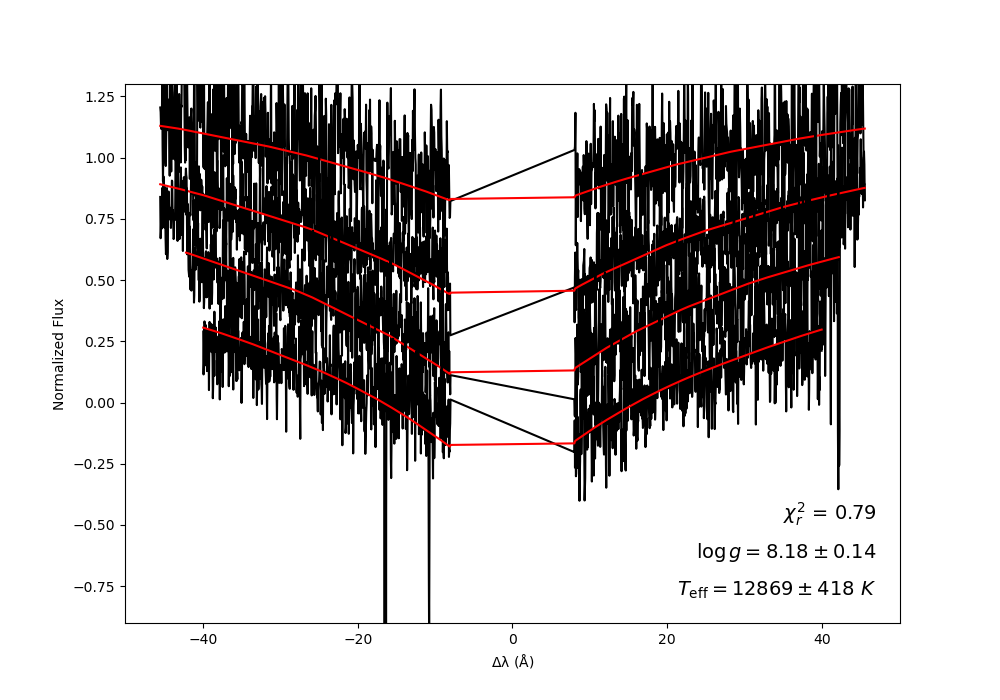 1.25
1.00
0.75
0.50
0.25
0.00
−0.25
−0.50
−0.75
Normalized Flux
−40 −20 0 20 40
Δλ (Å)
χ²ᵣ = 0.79
log g = 8.18 ± 0.14
T_eff = 12869 ± 418 K